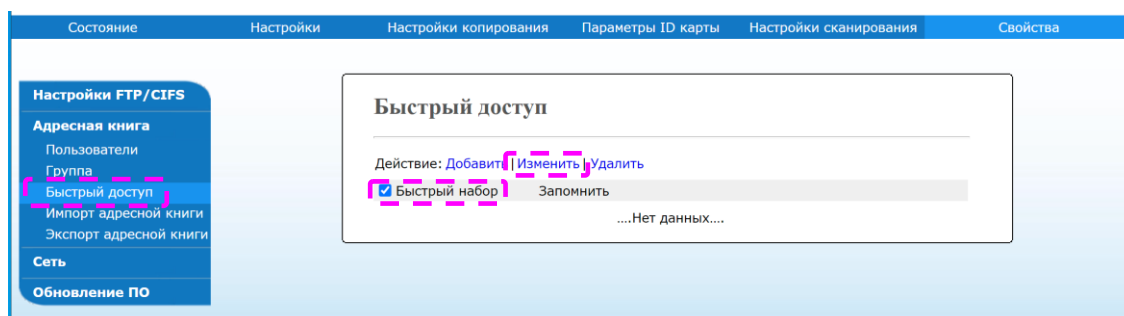 Состояние Настройки Настройки копирования Параметры ID карты Настройки сканирования Свойства
Настройки FTP/CIFS
Адресная книга
Пользователи
Группа
Быстрый доступ
Импорт адресной книги
Экспорт адресной книги
Сеть
Обновление ПО
Быстрый доступ
Действие: Добавить | Изменить | Удалить
Быстрый набор Запомнить
....Нет данных....